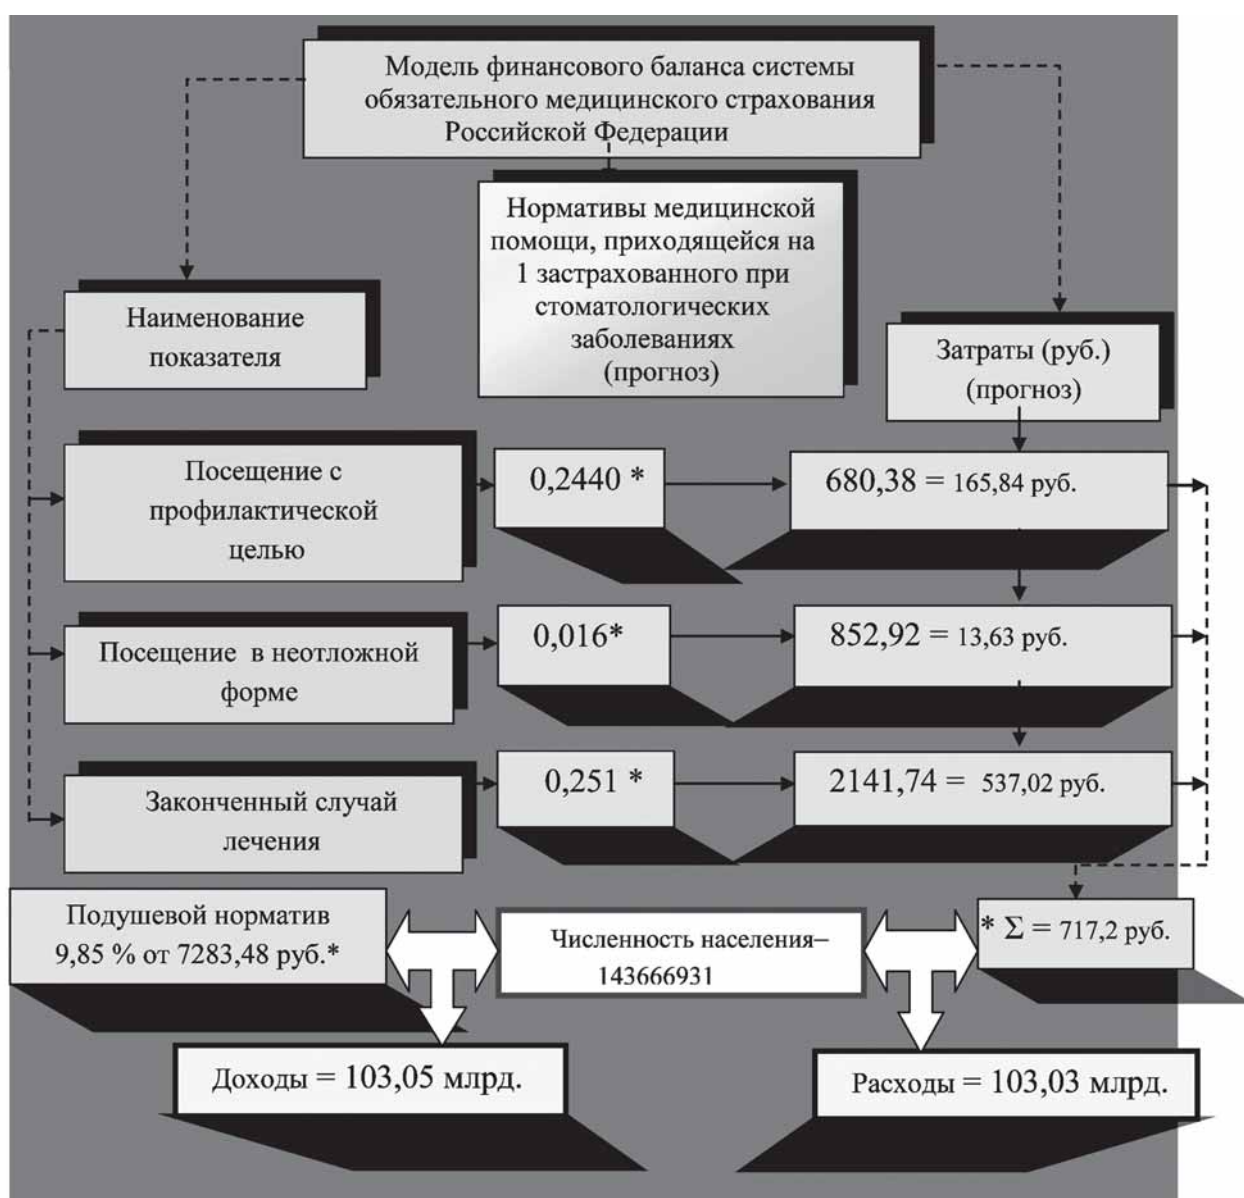 Модель финансового баланса системы
обязательного медицинского страхования
Российской Федерации
Нормативы медицинской
помощи, приходящейся на
1 застрахованного при
стоматологических
заболеваниях
(прогноз)
Наименование
показателя
Затраты (руб.)
(прогноз)
Посещение с
профилактической
целью
0,2440 *
680,38 = 165,84 руб.
Посещение в неотложной
форме
0,016*
852,92 = 13,63 руб.
Законченный случай
лечения
0,251 *
2141,74 = 537,02 руб.
Подушевой норматив
9,85 % от 7283,48 руб.*
Численность населения–
143666931
* Σ = 717,2 руб.
Доходы = 103,05 млрд.
Расходы = 103,03 млрд.